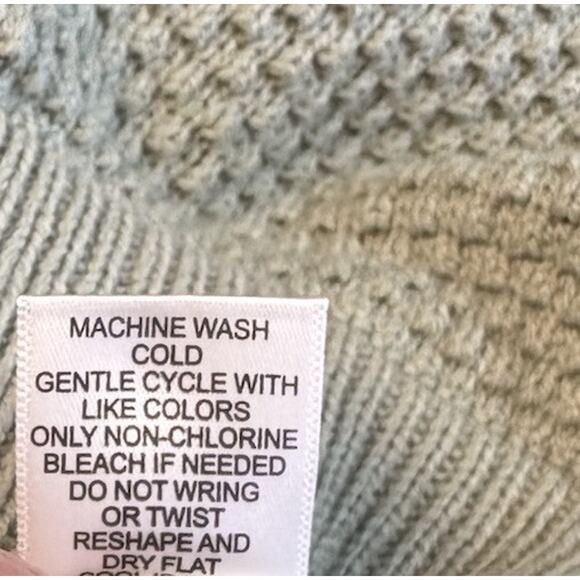 MACHINE WASH
COLD
GENTLE CYCLE WITH
LIKE COLORS
ONLY NON-CHLORINE
BLEACH IF NEEDED
DO NOT WRING
OR TWIST
RESHAPE AND
DRY FLAT